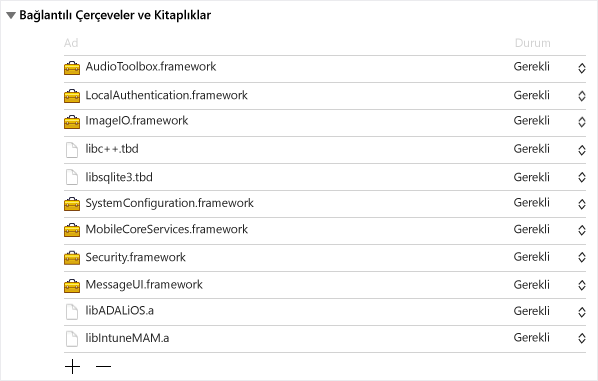 Bağlantılı Çerçeveler ve Kitaplıklar
Ad Durum
AudioToolbox.framework Gerekli
LocalAuthentication.framework Gerekli
ImageIO.framework Gerekli
libc++.tbd Gerekli
libsqlite3.tbd Gerekli
SystemConfiguration.framework Gerekli
MobileCoreServices.framework Gerekli
Security.framework Gerekli
MessageUI.framework Gerekli
libADALiOS.a Gerekli
libIntuneMAM.a Gerekli